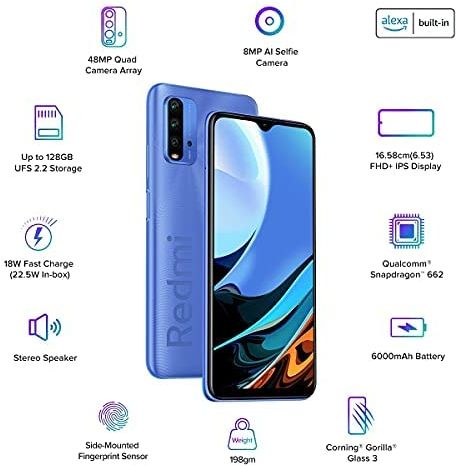 48MP Quad
Camera Array
8MP AI Selfie
Camera
alexa built-in
Up to 128GB
UFS 2.2 Storage
16.58cm(6.53)
FHD+ IPS Display
18W Fast Charge
(22.5W In-box)
Qualcomm®
Snapdragon™ 662
Redmi
Stereo Speaker
6000mAh Battery
Side-Mounted
Fingerprint Sensor
Weight
198gm
Corning® Gorilla®
Glass 3